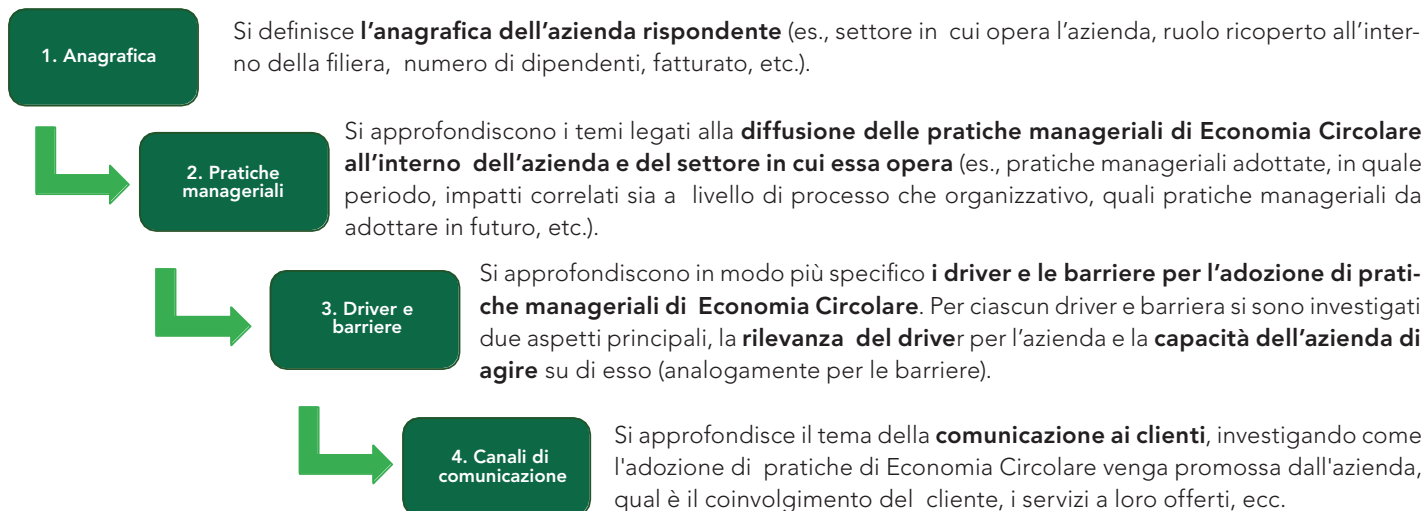 1. Anagrafica
Si definisce l’anagrafica dell’azienda rispondente (es., settore in cui opera l’azienda, ruolo ricoperto all’inter-
no della filiera, numero di dipendenti, fatturato, etc.).
2. Pratiche
manageriali
Si approfondiscono i temi legati alla diffusione delle pratiche manageriali di Economia Circolare
all’interno dell’azienda e del settore in cui essa opera (es., pratiche manageriali adottate, in quale
periodo, impatti correlati sia a livello di processo che organizzativo, quali pratiche manageriali da
adottare in futuro, etc.).
3. Driver e
barriere
Si approfondiscono in modo più specifico i driver e le barriere per l’adozione di prati-
che manageriali di Economia Circolare. Per ciascun driver e barriera si sono investigati
due aspetti principali, la rilevanza del driver per l’azienda e la capacità dell’azienda di
agire su di esso (analogamente per le barriere).
4. Canali di
comunicazione
Si approfondisce il tema della comunicazione ai clienti, investigando come
l'adozione di pratiche di Economia Circolare venga promossa dall'azienda,
qual è il coinvolgimento del cliente, i servizi a loro offerti, ecc.